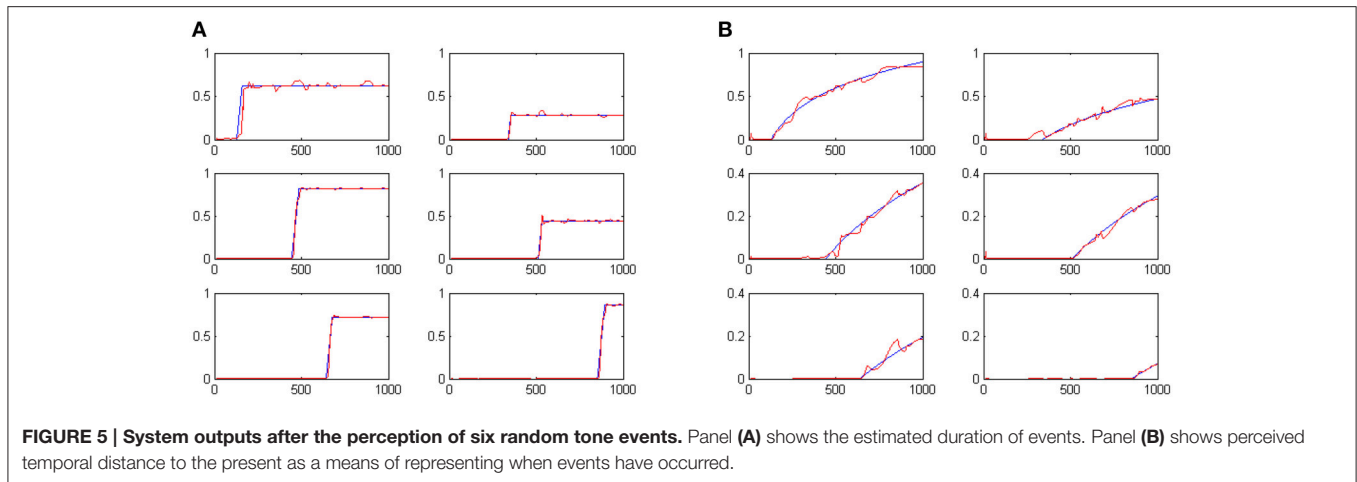 A
B
1
0.5
0
0 500 1000
1
0.5
0
0 500 1000
1
0.5
0
0 500 1000
1
0.5
0
0 500 1000
1
0.5
0
0 500 1000
1
0.5
0
0 500 1000
1
0.5
0
0 500 1000
1
0.5
0
0 500 1000
0.4
0.2
0
0 500 1000
0.4
0.2
0
0 500 1000
0.4
0.2
0
0 500 1000
0.4
0.2
0
0 500 1000
FIGURE 5 | System outputs after the perception of six random tone events. Panel (A) shows the estimated duration of events. Panel (B) shows perceived
temporal distance to the present as a means of representing when events have occurred.